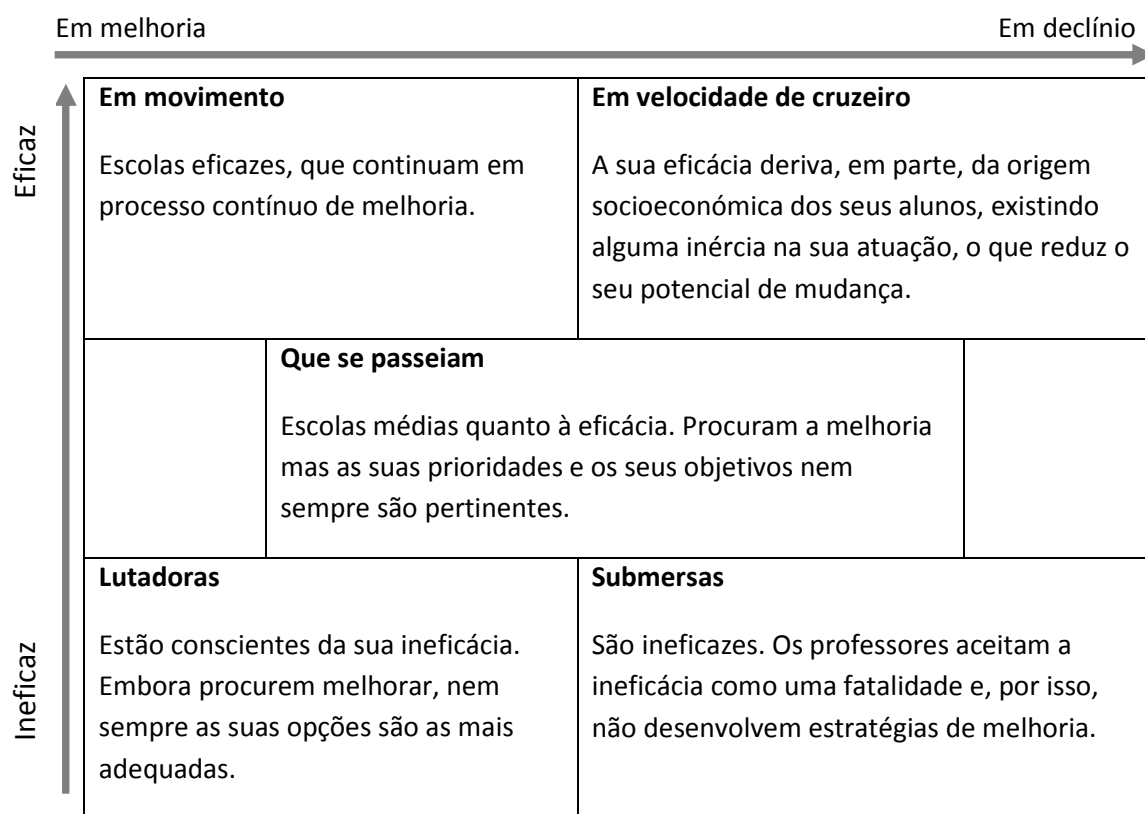 Em melhoria
Em declínio
Eficaz
Em movimento
Escolas eficazes, que continuam em
processo contínuo de melhoria.
Em velocidade de cruzeiro
A sua eficácia deriva, em parte, da origem
socioeconómica dos seus alunos, existindo
alguma inércia na sua atuação, o que reduz o
seu potencial de mudança.
Que se passeiam
Escolas médias quanto à eficácia. Procuram a melhoria
mas as suas prioridades e os seus objetivos nem
sempre são pertinentes.
Ineficaz
Lutadoras
Estão conscientes da sua ineficácia.
Embora procurem melhorar, nem
sempre as suas opções são as mais
adequadas.
Submersas
São ineficazes. Os professores aceitam a
ineficácia como uma fatalidade e, por isso,
não desenvolvem estratégias de melhoria.